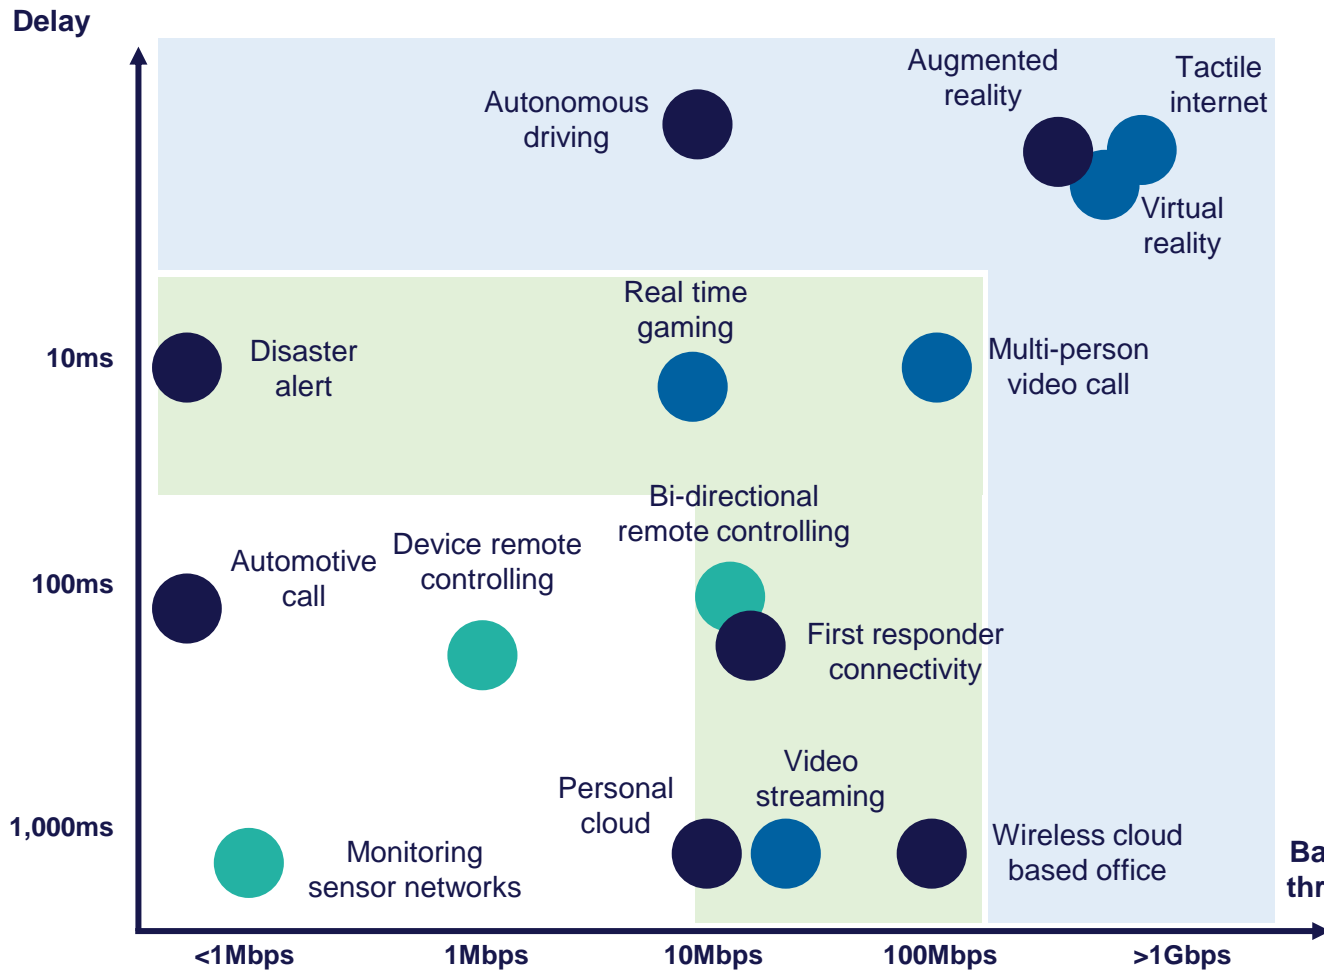 Delay
Augmented
reality
Tactile
internet
Autonomous
driving
Virtual
reality
Real time
gaming
10ms
Disaster
alert
Multi-person
video call
Bi-directional
remote controlling
100ms
Automotive
call
Device remote
controlling
First responder
connectivity
Video
streaming
Personal
cloud
1,000ms
Monitoring
sensor networks
Wireless cloud
based office
<1Mbps
1Mbps
10Mbps
100Mbps
>1Gbps